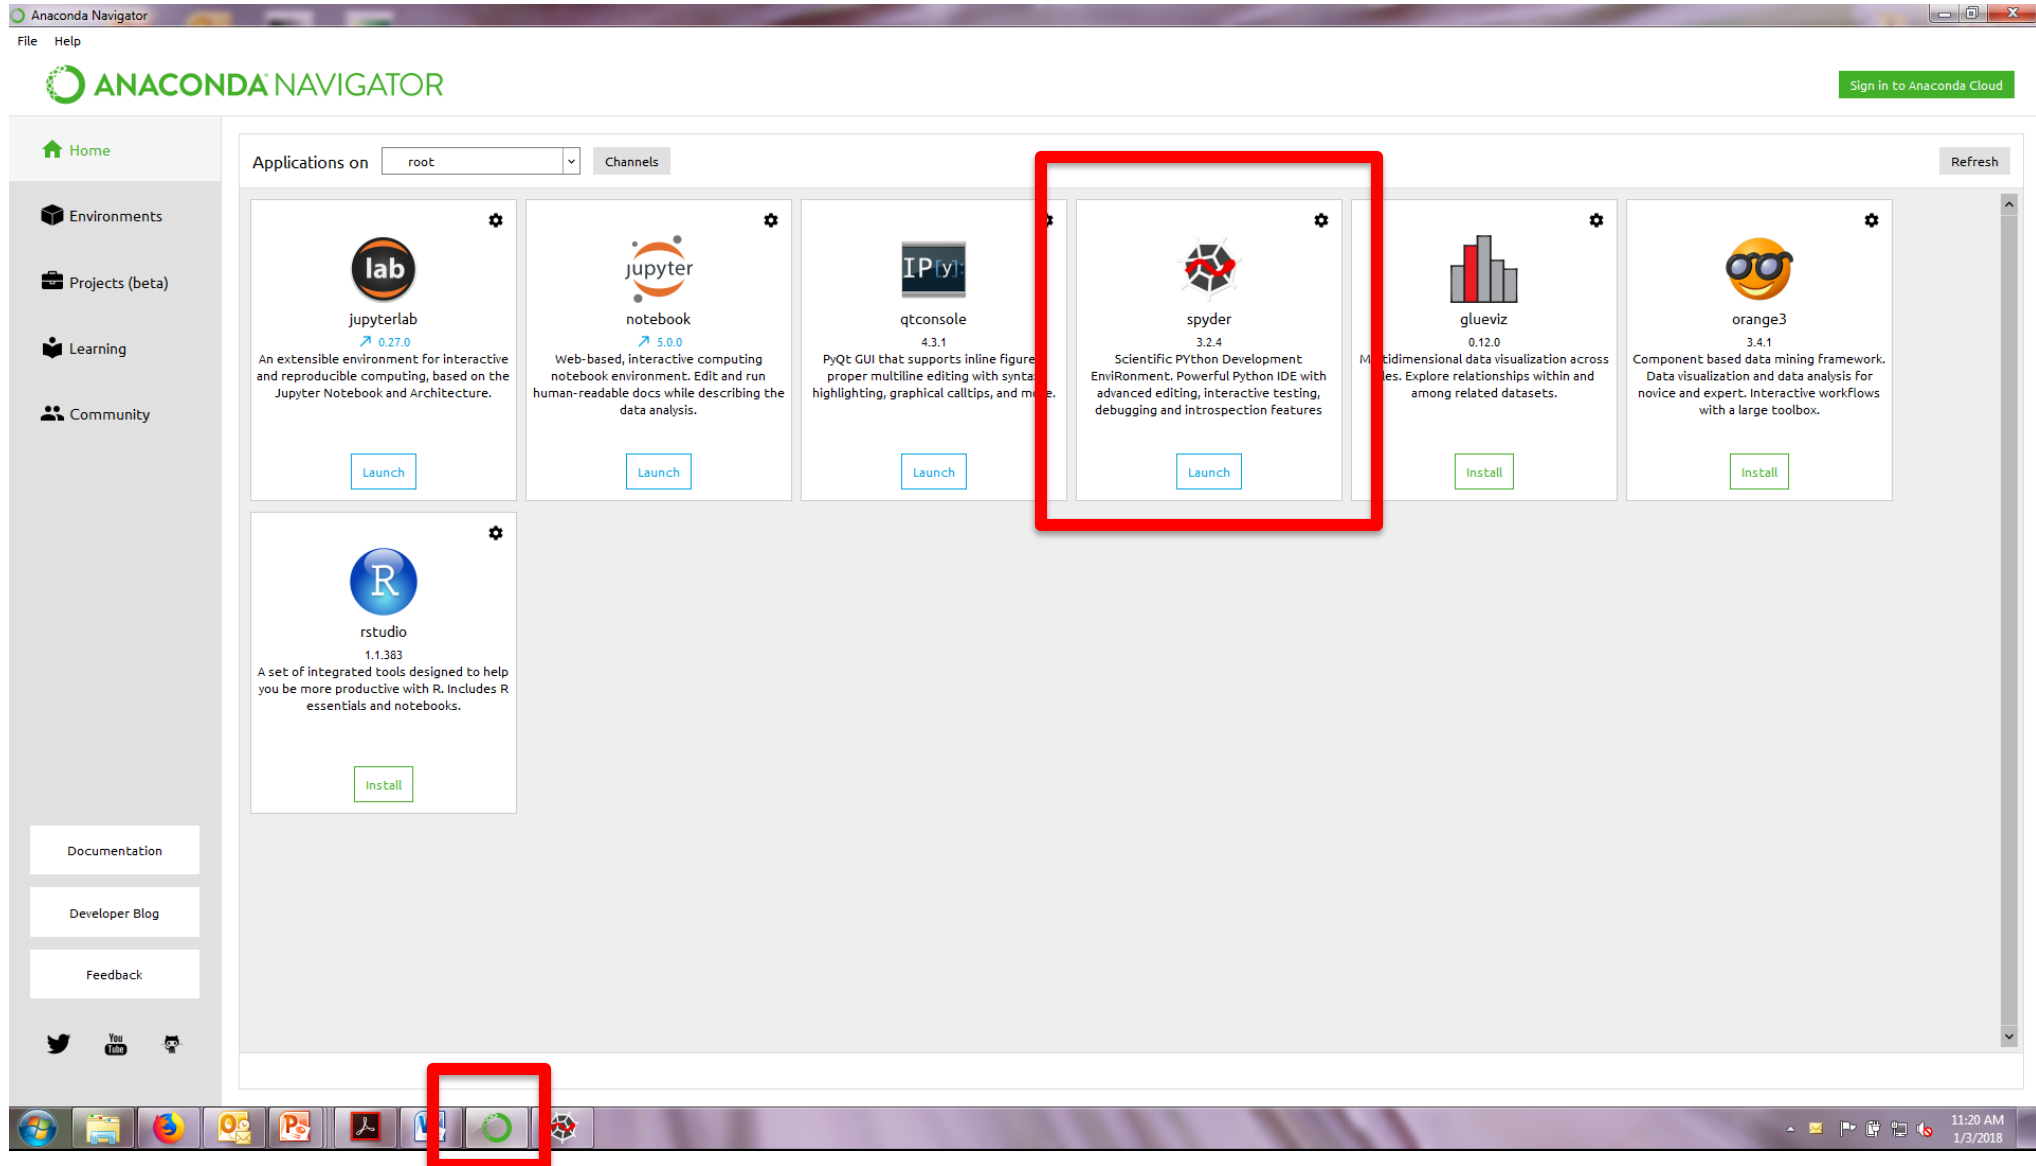 Anaconda Navigator
File Help
ANACONDA NAVIGATOR
Sign in to Anaconda Cloud
Home
Environments
Projects (beta)
Learning
Community
Documentation
Developer Blog
Feedback
You
Tube
Applications on root Channels
Refresh
lab
jupyterlab
0.27.0
An extensible environment for interactive
and reproducible computing, based on the
Jupyter Notebook and Architecture.
Launch
jupyter
notebook
5.0.0
Web-based, interactive computing
notebook environment. Edit and run
human-readable docs while describing the
data analysis.
Launch
IP[y]:
qtconsole
4.3.1
PyQt GUI that supports inline figure
proper multiline editing with
highlighting, graphical calltips, and
Launch
spyder
3.2.4
Scientific PYthon Development
EnviRonment. Powerful Python IDE with
advanced editing, interactive testing,
debugging and introspection features
Launch
glueviz
0.12.0
data visualization across
Explore relationships within and
among related datasets.
Install
orange3
3.4.1
Component based data mining framework.
Data visualization and data analysis for
novice and expert. Interactive workflows
with a large toolbox.
Install
R
rstudio
1.1.383
A set of integrated tools designed to help
you be more productive with R. Includes R
essentials and notebooks.
Install
11:20 AM
1/3/2018